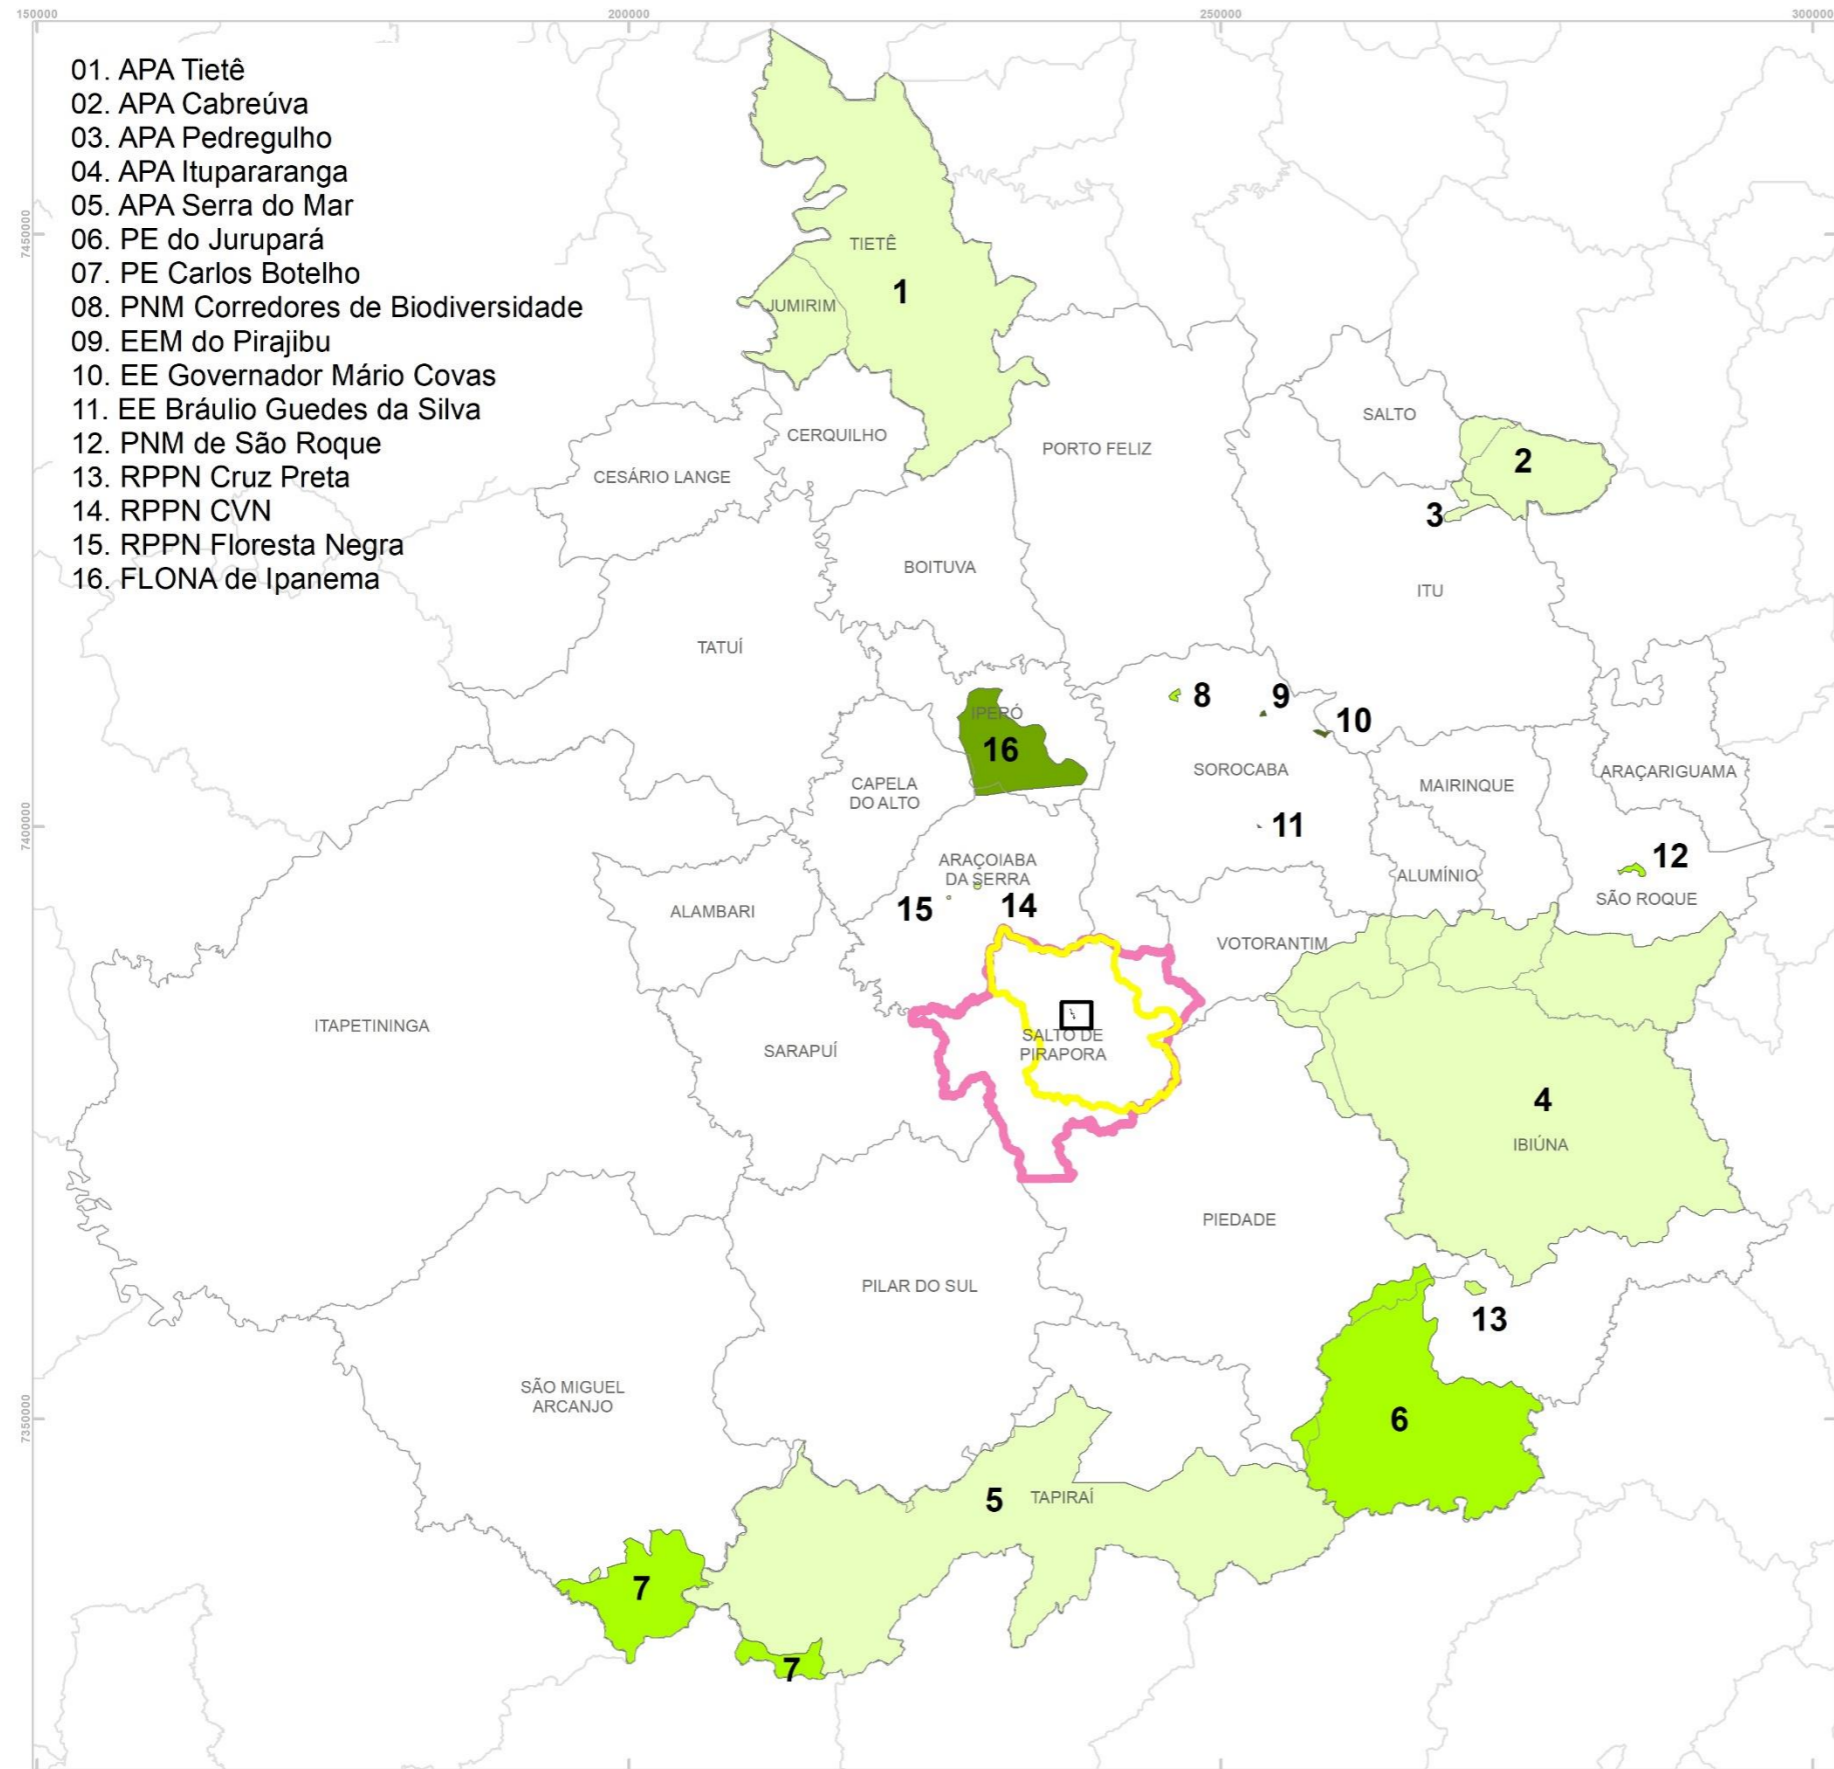 150000
200000
250000
300000
01. APA Tietê
02. APA Cabreúva
03. APA Pedregulho
04. APA Itupararanga
05. APA Serra do Mar
06. PE do Jurupará
07. PE Carlos Botelho
08. PNM Corredores de Biodiversidade
09. EEM do Pirajibu
10. EE Governador Mário Covas
11. EE Bráulio Guedes da Silva
12. PNM de São Roque
13. RPPN Cruz Preta
14. RPPN CVN
15. RPPN Floresta Negra
16. FLONA de Ipanema
7450000
TIETÊ
1
JUMIRIM
SALTO
CERQUILHO
PORTO FELIZ
2
CESÁRIO LANGE
3
BOITUVA
ITU
TATUÍ
8
9
IPERÓ
10
16
SOROCABA
ARAÇARIGUAMA
CAPELA
DO ALTO
MAIRINQUE
7400000
11
12
ARAÇOIABA
DA SERRA
ALUMÍNIO
SÃO ROQUE
ALAMBARI
15
14
VOTORANTIM
ITAPETININGA
SALTO DE
PIRAPORA
SARAPUÍ
4
IBIÚNA
PIEDADE
PILAR DO SUL
13
SÃO MIGUEL
ARCANJO
7350000
6
5
TAPIRAÍ
7
7